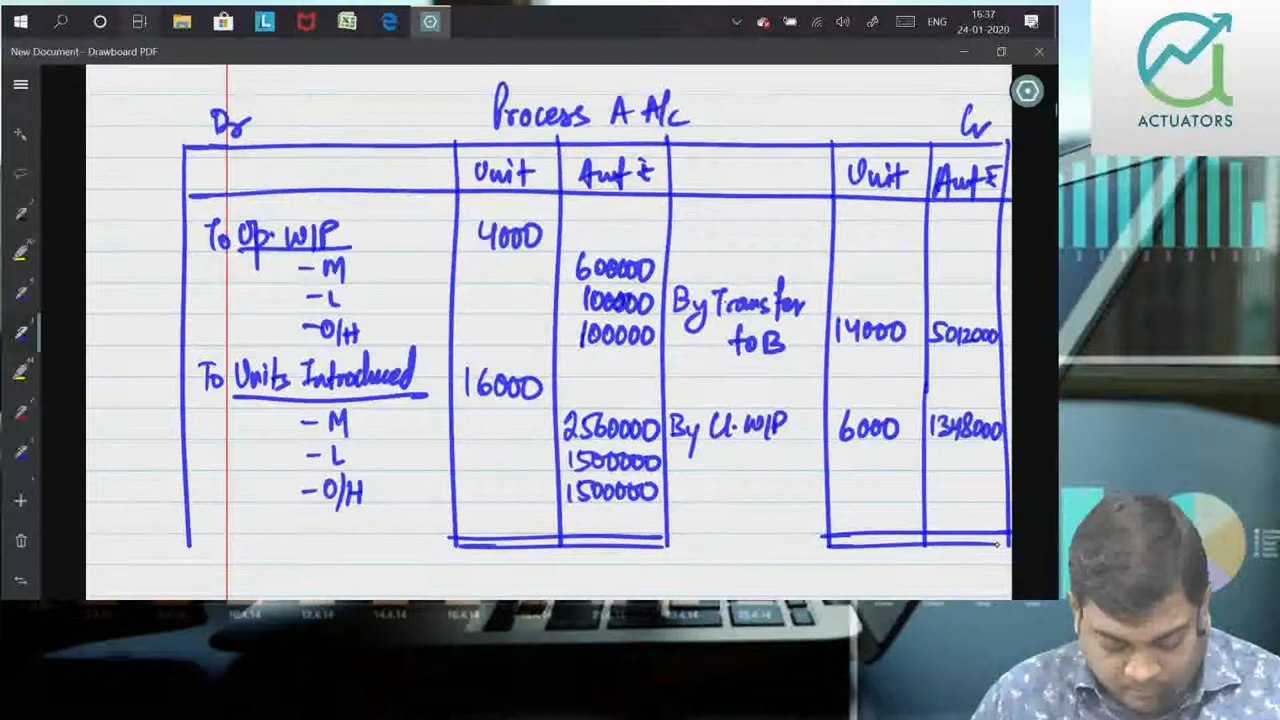 16:37
ENG
24-01-2020
New Document - Drawboard PDF
ACTUATORS
Dr
Process A A/c
Cr
Unit
Amt ₹
Unit
Amt ₹
To Op. WIP
4000
- M
600000
- L
100000
- O/H
100000
By Transfer
to B
14000
5012000
To Units Introduced
16000
- M
2560000
By Cl. WIP
6000
1348000
- L
1500000
- O/H
1500000